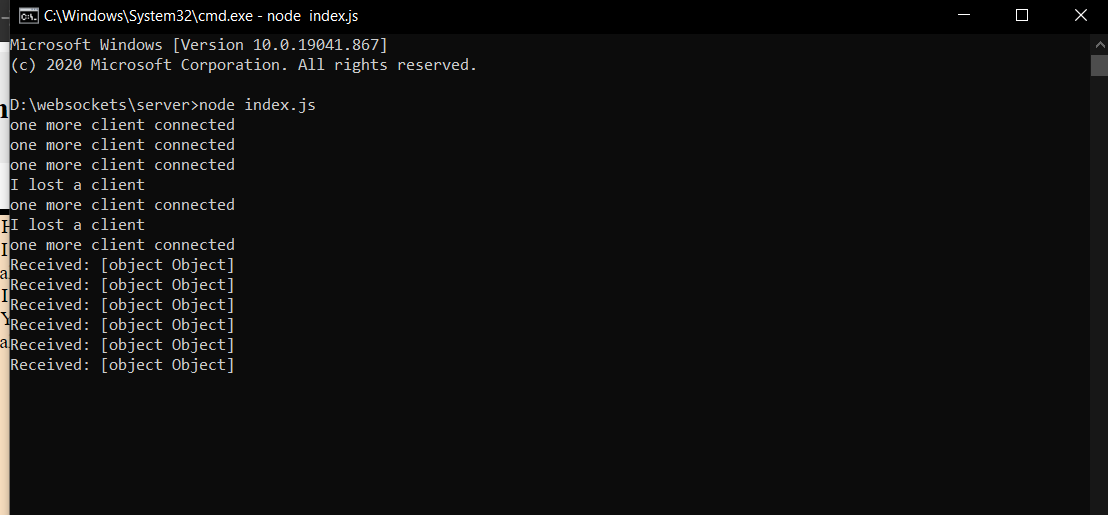 C:\Windows\System32\cmd.exe - node  index.js
Microsoft Windows [Version 10.0.19041.867]
(c) 2020 Microsoft Corporation. All rights reserved.
D:\websockets\server>node index.js
one more client connected
one more client connected
one more client connected
I lost a client
one more client connected
I lost a client
one more client connected
Received: [object Object]
Received: [object Object]
Received: [object Object]
Received: [object Object]
Received: [object Object]
Received: [object Object]